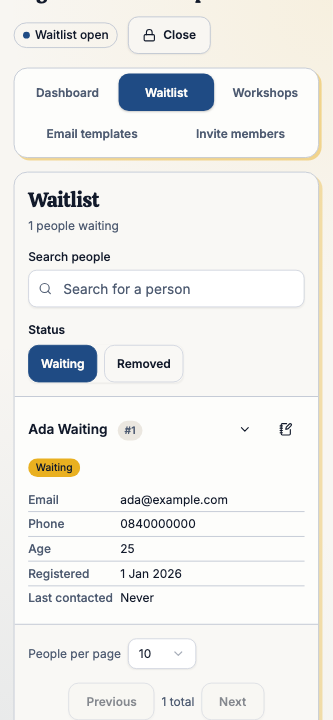 Waitlist open
Close
Dashboard
Waitlist
Workshops
Email templates
Invite members
Waitlist
1 people waiting
Search people
Search for a person
Status
Waiting
Removed
Ada Waiting #1
Waiting
Email ada@example.com
Phone 0840000000
Age 25
Registered 1 Jan 2026
Last contacted Never
People per page 10
Previous 1 total Next